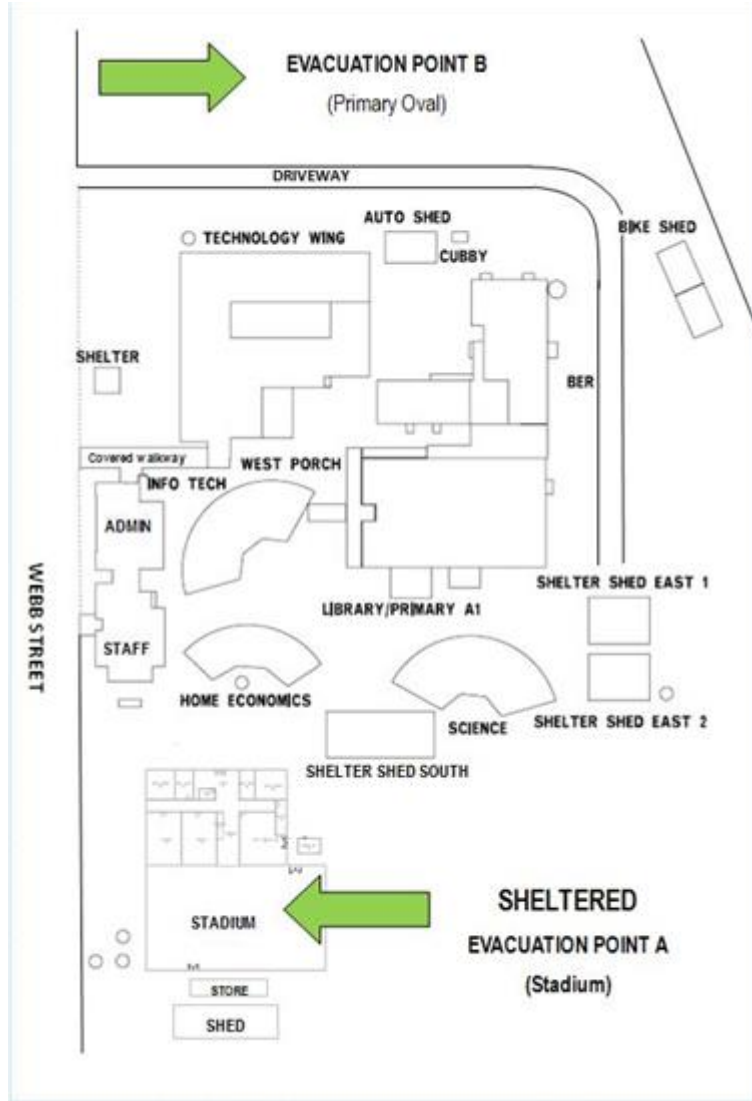 EVACUATION POINT B
(Primary Oval)
DRIVEWAY
AUTO SHED
BIKE SHED
TECHNOLOGY WING
CUBBY
SHELTER
BER
Covered walkway
WEST PORCH
INFO TECH
ADMIN
WEBB STREET
SHELTER SHED EAST 1
LIBRARY/PRIMARY A1
STAFF
HOME ECONOMICS
SCIENCE
SHELTER SHED EAST 2
SHELTER SHED SOUTH
SHELTERED
EVACUATION POINT A
(Stadium)
STADIUM
STORE
SHED